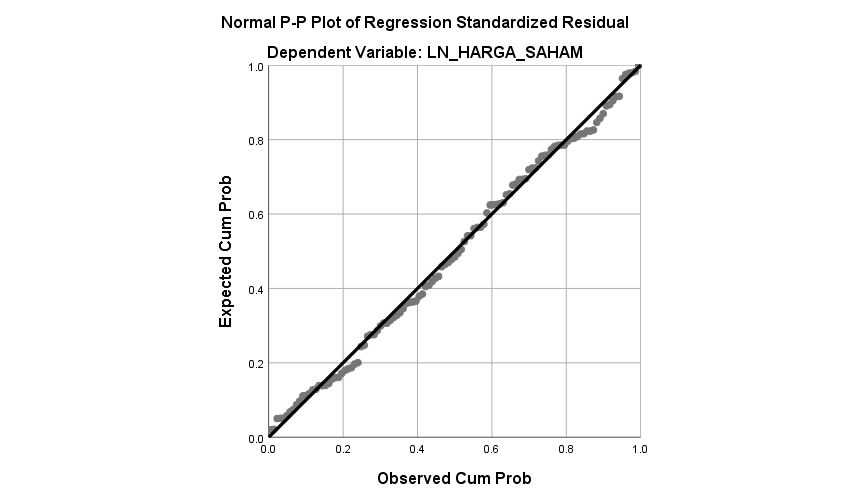 Normal P-P Plot of Regression Standardized Residual
Dependent Variable: LN_HARGA_SAHAM
1.0
0.8
0.6
0.4
0.2
0.0
Expected Cum Prob
0.0 0.2 0.4 0.6 0.8 1.0
Observed Cum Prob